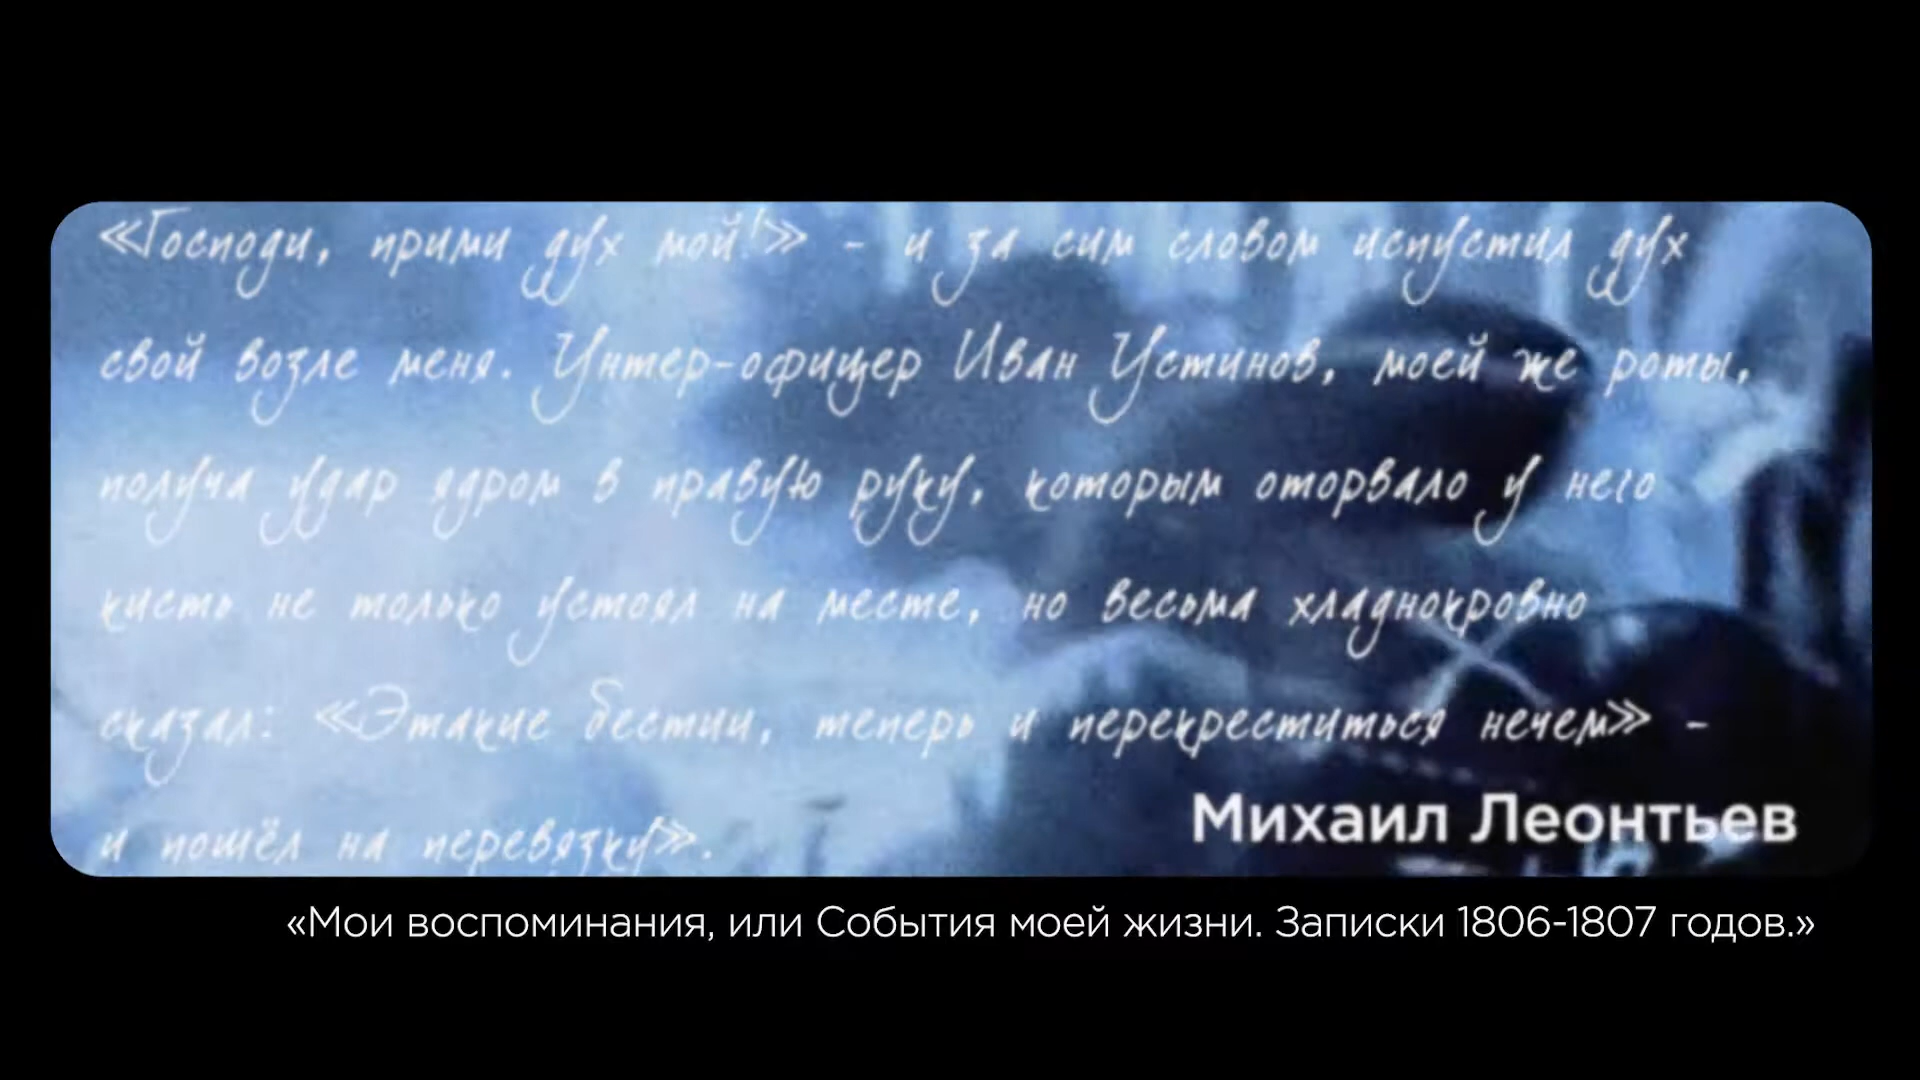 «Господи, прими дух мой!» - и за сим словом испустил дух
свой возле меня. Унтер-офицер Иван Устинов, моей же роты,
получа удар ядром в правую руку, которым оторвало у него
кисть не только устоял на месте, но весьма хладнокровно
сказал: «Этакие бестии, теперь и перекреститься нечем» -
и пошёл на перевязку».
Михаил Леонтьев
«Мои воспоминания, или События моей жизни. Записки 1806-1807 годов.»